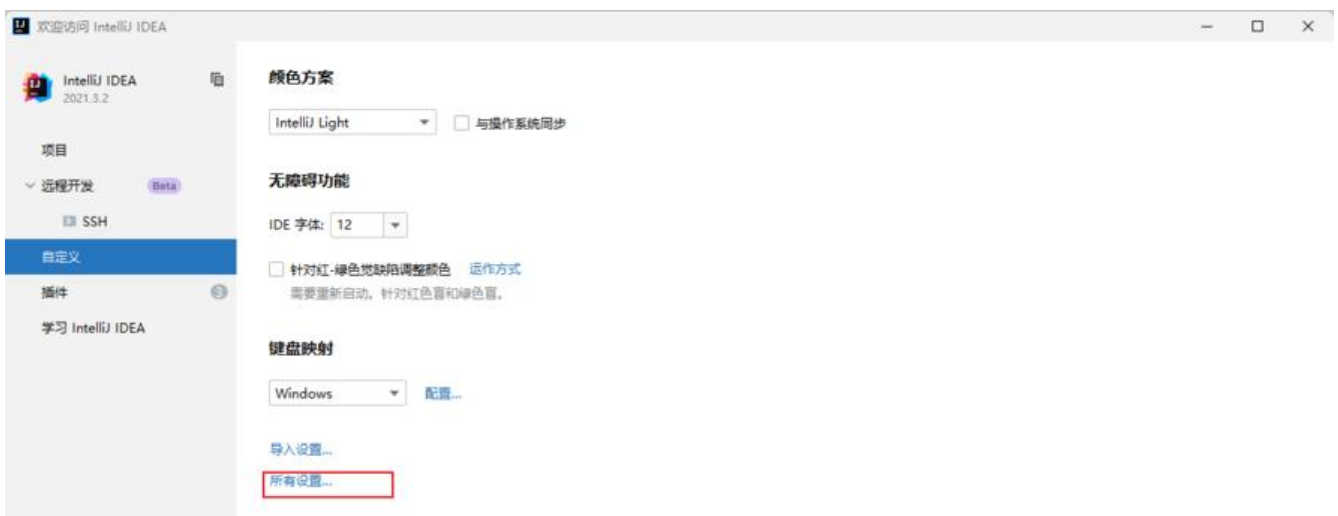 欢迎访问 IntelliJ IDEA
IntelliJ IDEA
2021.3.2
项目
远程开发 Beta
SSH
自定义
插件 3
学习 IntelliJ IDEA
颜色方案
IntelliJ Light 与操作系统同步
无障碍功能
IDE 字体: 12
针对红-绿色觉缺陷调整颜色 运作方式
需要重新启动。针对红色盲和绿色盲。
键盘映射
Windows 配置...
导入设置...
所有设置...